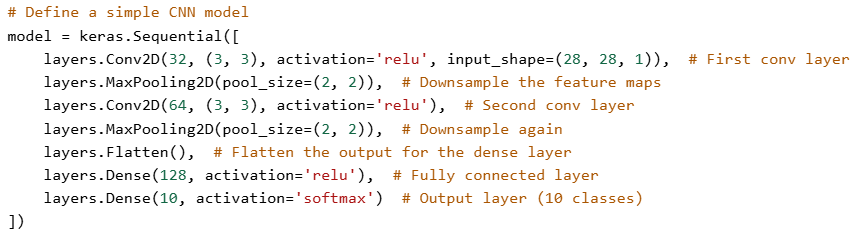 # Define a simple CNN model
model = keras.Sequential([
    layers.Conv2D(32, (3, 3), activation='relu', input_shape=(28, 28, 1)),  # First conv layer
    layers.MaxPooling2D(pool_size=(2, 2)),  # Downsample the feature maps
    layers.Conv2D(64, (3, 3), activation='relu'),  # Second conv layer
    layers.MaxPooling2D(pool_size=(2, 2)),  # Downsample again
    layers.Flatten(),  # Flatten the output for the dense layer
    layers.Dense(128, activation='relu'),  # Fully connected layer
    layers.Dense(10, activation='softmax')  # Output layer (10 classes)
])